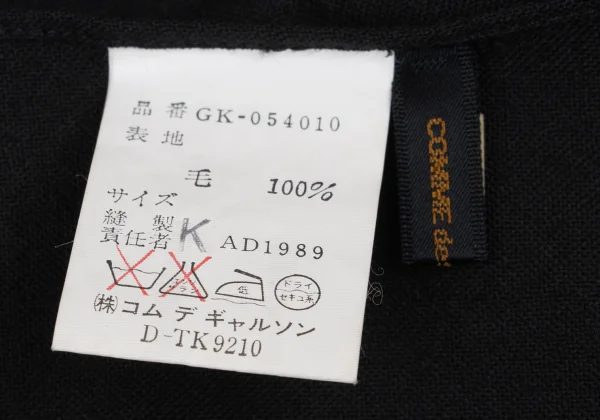 品番 GK-054010
表地
毛 100%
サイズ
縫製
責任者 K AD1989
低
ドライ
セキユ系
(株)コム デ ギャルソン
D-TK9210
COMME des